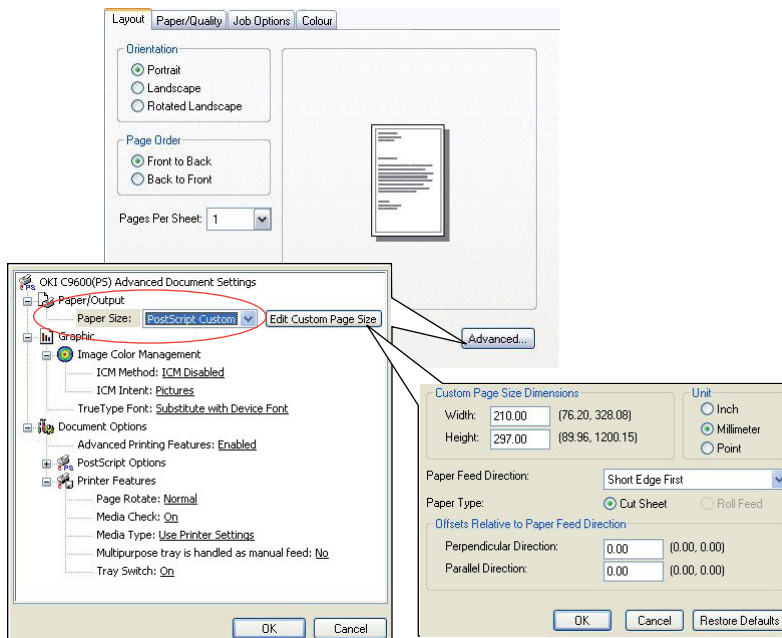 Layout Paper/Quality Job Options Colour
Orientation
Portrait
Landscape
Rotated Landscape
Page Order
Front to Back
Back to Front
Pages Per Sheet: 1
Advanced...
OKI C9600(PS) Advanced Document Settings
Paper/Output
Paper Size: PostScript Custom Edit Custom Page Size
Graphic
Image Color Management
ICM Method: ICM Disabled
ICM Intent: Pictures
TrueType Font: Substitute with Device Font
Document Options
Advanced Printing Features: Enabled
PostScript Options
Printer Features
Page Rotate: Normal
Media Check: On
Media Type: Use Printer Settings
Multipurpose tray is handled as manual feed: No
Tray Switch: On
OK Cancel
Custom Page Size Dimensions
Width: 210.00 (76.20, 328.08)
Height: 297.00 (89.96, 1200.15)
Unit
Inch
Millimeter
Point
Paper Feed Direction: Short Edge First
Paper Type: Cut Sheet Roll Feed
Offsets Relative to Paper Feed Direction
Perpendicular Direction: 0.00 (0.00, 0.00)
Parallel Direction: 0.00 (0.00, 0.00)
OK Cancel Restore Defaults